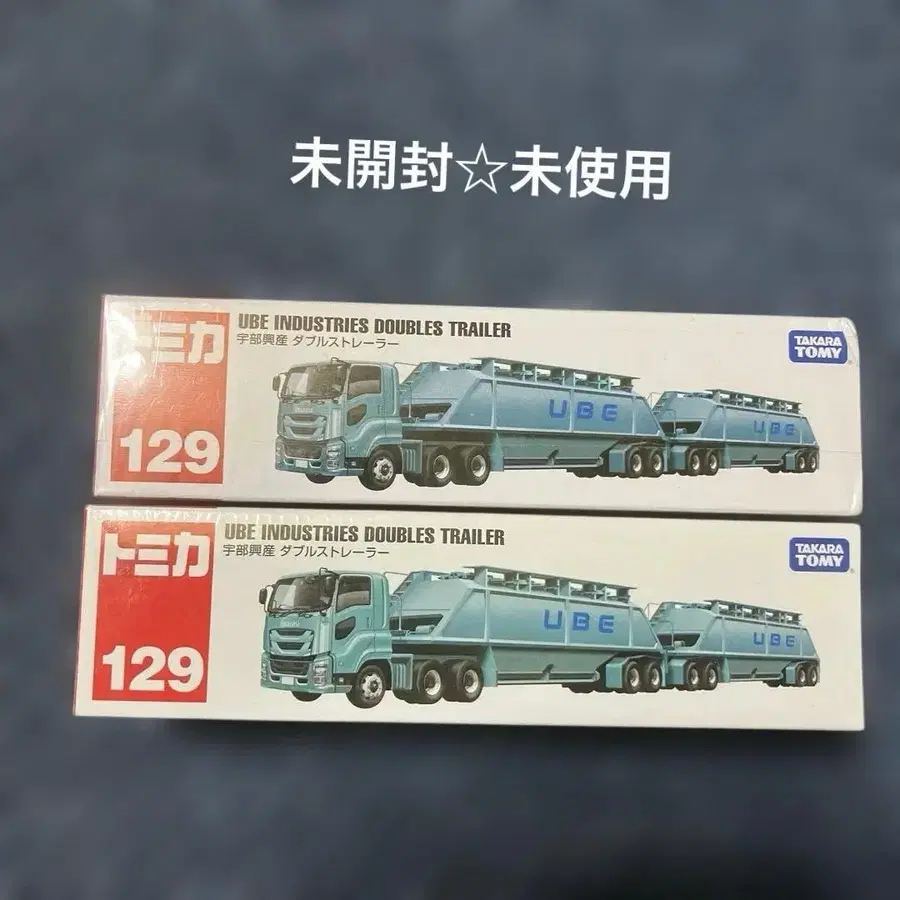 未開封☆未使用
トミカ
129
UBE INDUSTRIES DOUBLES TRAILER
宇部興産 ダブルストレーラー
TAKARA TOMY
ISUZU
UBE
UBE
トミカ
129
UBE INDUSTRIES DOUBLES TRAILER
宇部興産 ダブルストレーラー
TAKARA TOMY
ISUZU
UBE
UBE